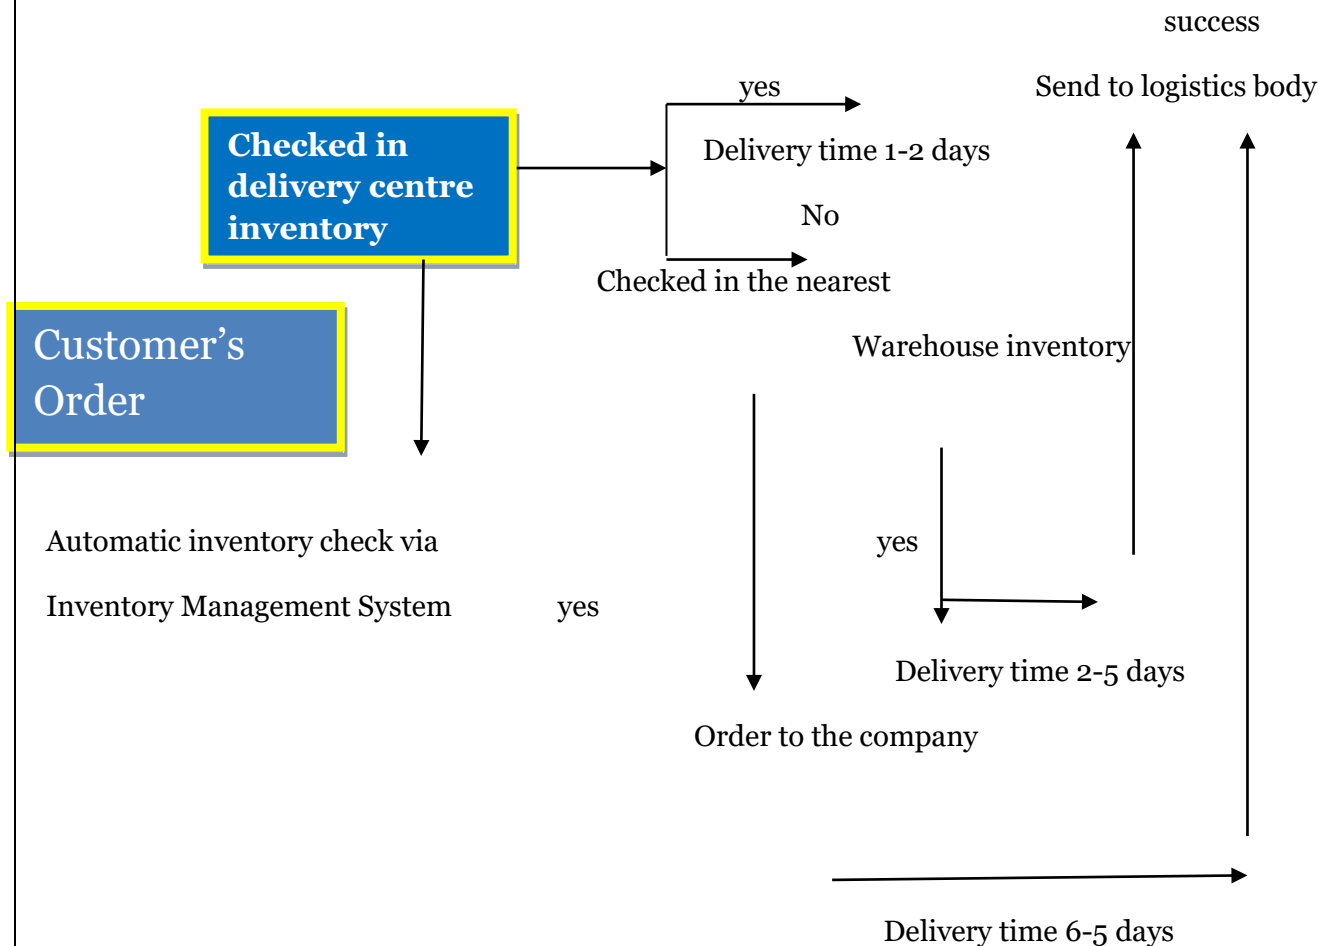 success
yes
Send to logistics body
Checked in
delivery centre
inventory
Delivery time 1-2 days
No
Checked in the nearest
Customer’s
Order
Warehouse inventory
Automatic inventory check via
yes
Inventory Management System
yes
Delivery time 2-5 days
Order to the company
Delivery time 6-5 days